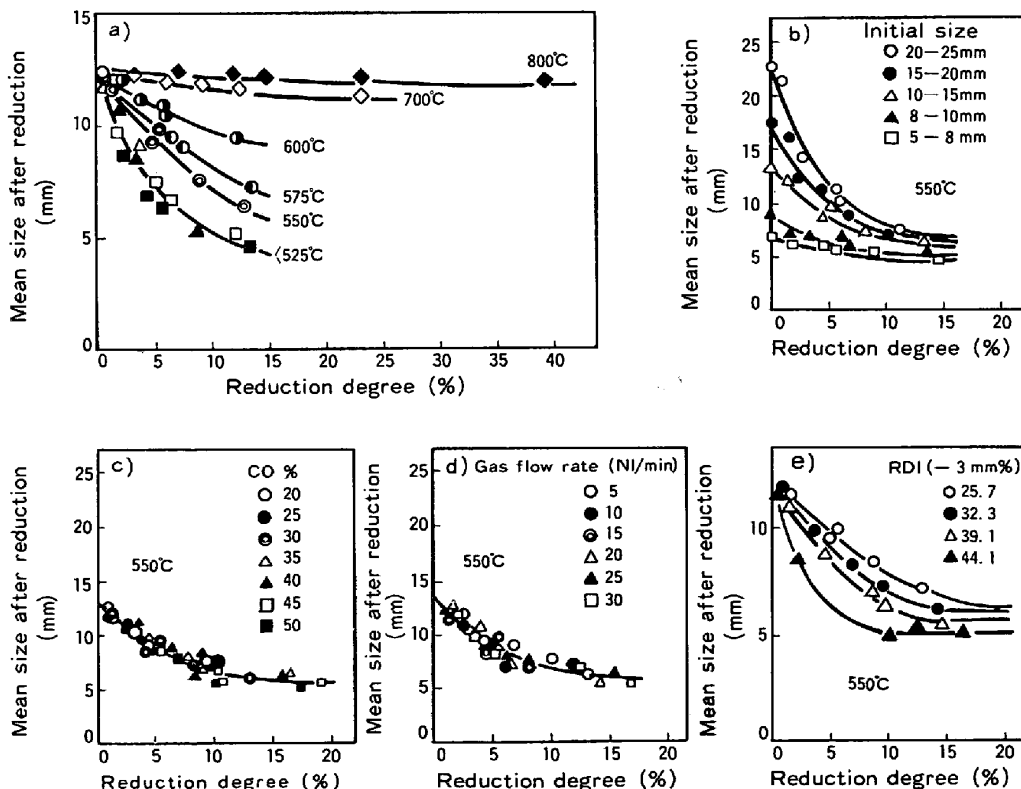 a)
Mean size after reduction
(mm)
15
10
5
0
800℃
700℃
600℃
575℃
550℃
<525℃
0 5 10 15 20 25 30 35 40
Reduction degree (%)
b)
Mean size after reduction
(mm)
25
20
15
10
5
0
Initial size
20-25mm
15-20mm
10-15mm
8-10mm
5-8mm
550℃
0 5 10 15 20
Reduction degree (%)
c)
Mean size after reduction
(mm)
25
20
15
10
5
0
CO %
20
25
30
35
40
45
50
550℃
0 5 10 15 20
Reduction degree (%)
d) Gas flow rate (Nl/min)
Mean size after reduction
(mm)
25
20
15
10
5
0
5
10
15
20
25
30
550℃
0 5 10 15 20
Reduction degree (%)
e)
Mean size after reduction
(mm)
10
5
0
RDI (-3 mm%)
25.7
32.3
39.1
44.1
550℃
0 5 10 15 20
Reduction degree (%)